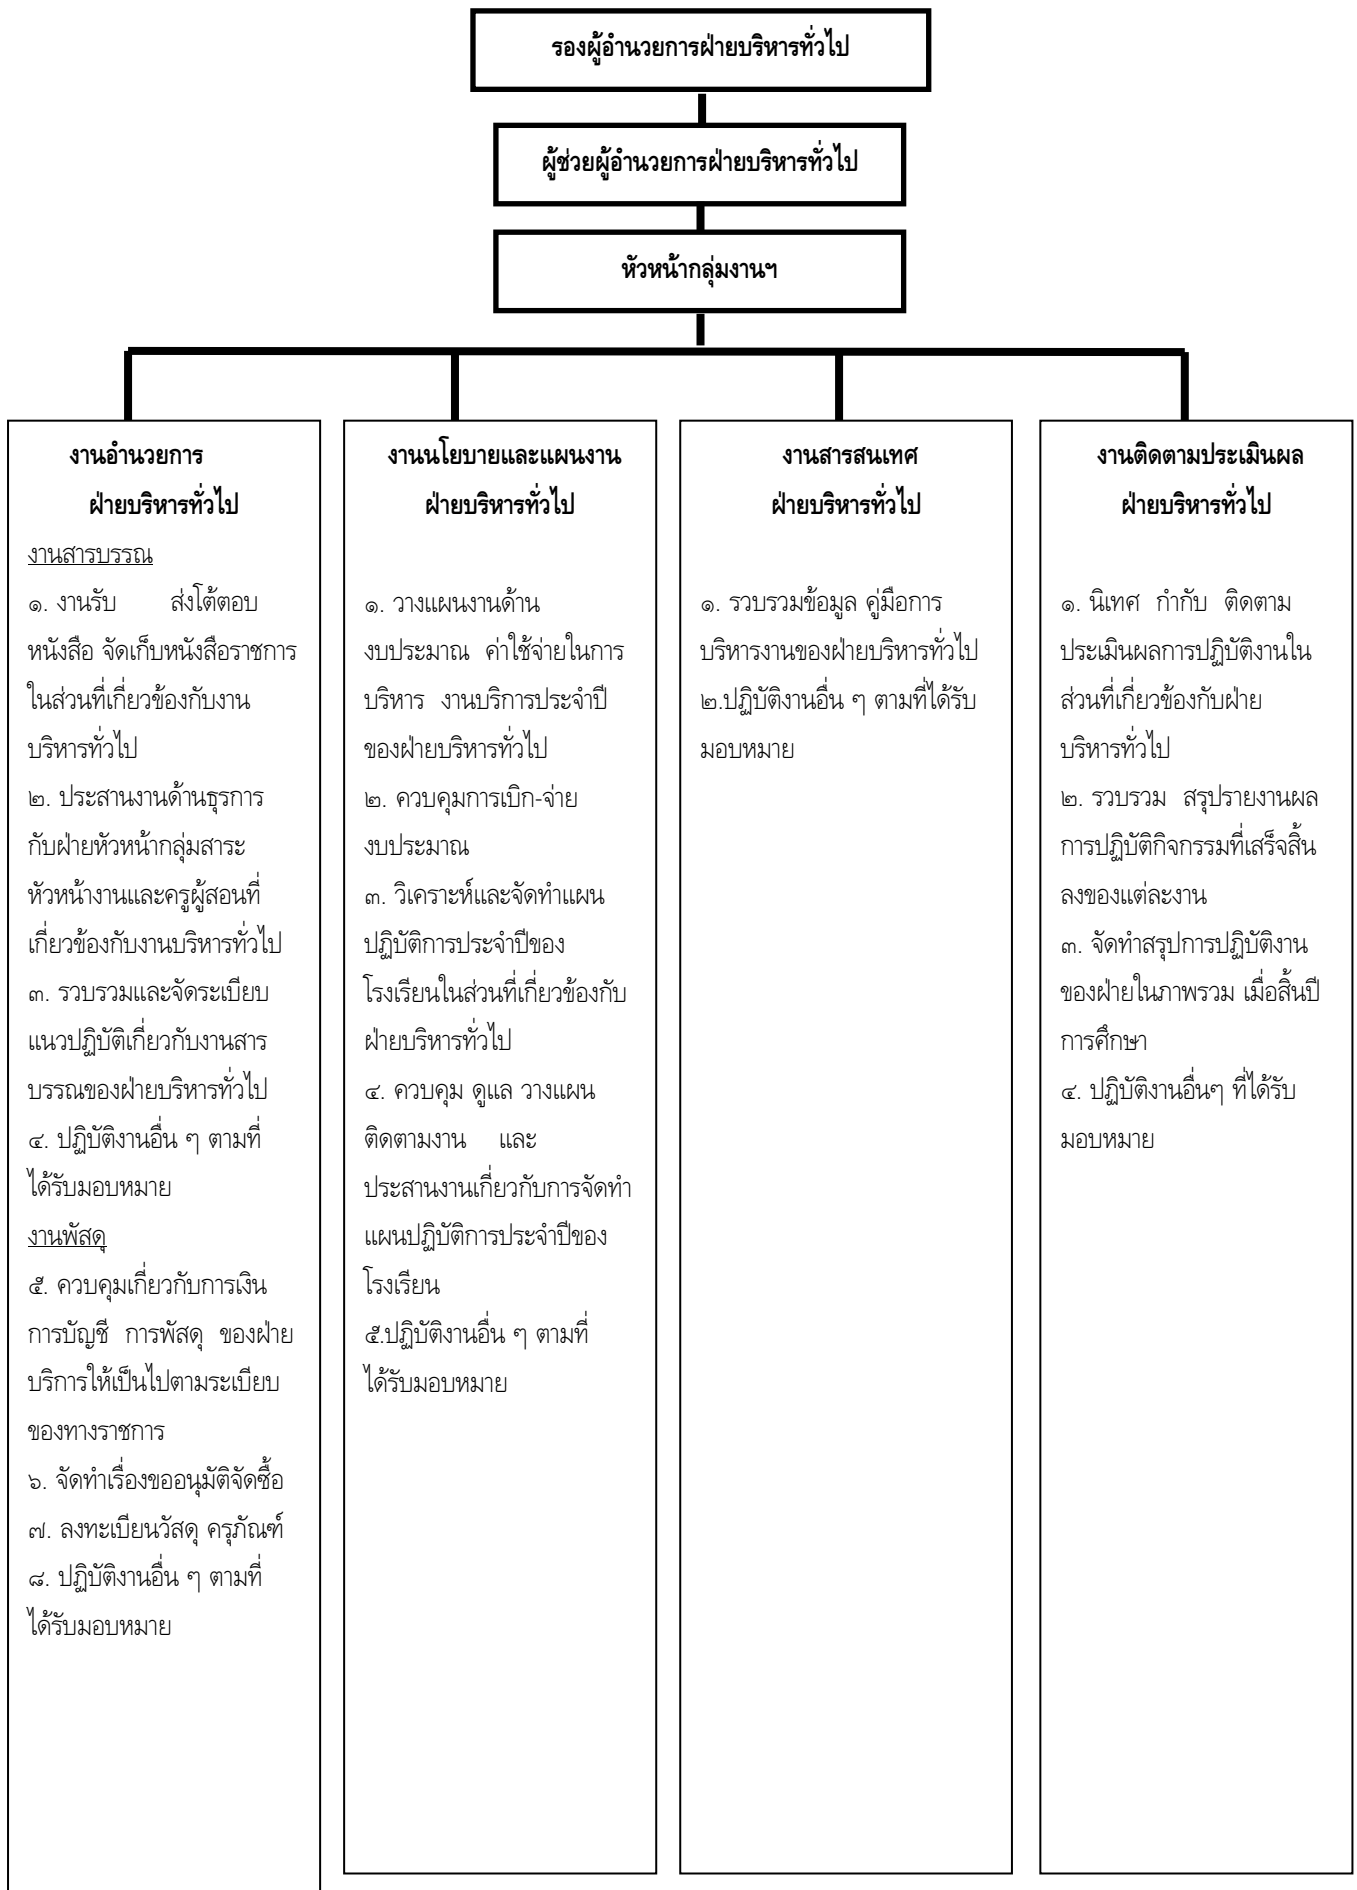 รองผู้อำนวยการฝ่ายบริหารทั่วไป
ผู้ช่วยผู้อำนวยการฝ่ายบริหารทั่วไป
หัวหน้ากลุ่มงานฯ
งานอำนวยการ
ฝ่ายบริหารทั่วไป
งานสารบรรณ
๑. งานรับ ส่งโต้ตอบ
หนังสือ จัดเก็บหนังสือราชการ
ในส่วนที่เกี่ยวข้องกับงาน
บริหารทั่วไป
๒. ประสานงานด้านธุรการ
กับฝ่ายหัวหน้ากลุ่มสาระ
หัวหน้างานและครูผู้สอนที่
เกี่ยวข้องกับงานบริหารทั่วไป
๓. รวบรวมและจัดระเบียบ
แนวปฏิบัติเกี่ยวกับงานสาร
บรรณของฝ่ายบริหารทั่วไป
๔. ปฏิบัติงานอื่น ๆ ตามที่
ได้รับมอบหมาย
งานพัสดุ
๕. ควบคุมเกี่ยวกับการเงิน
การบัญชี การพัสดุ ของฝ่าย
บริการให้เป็นไปตามระเบียบ
ของทางราชการ
๖. จัดทำเรื่องขออนุมัติจัดซื้อ
๗. ลงทะเบียนวัสดุ ครุภัณฑ์
๘. ปฏิบัติงานอื่น ๆ ตามที่
ได้รับมอบหมาย
งานนโยบายและแผนงาน
ฝ่ายบริหารทั่วไป
๑. วางแผนงานด้าน
งบประมาณ ค่าใช้จ่ายในการ
บริหาร งานบริการประจำปี
ของฝ่ายบริหารทั่วไป
๒. ควบคุมการเบิก-จ่าย
งบประมาณ
๓. วิเคราะห์และจัดทำแผน
ปฏิบัติการประจำปีของ
โรงเรียนในส่วนที่เกี่ยวข้องกับ
ฝ่ายบริหารทั่วไป
๔. ควบคุม ดูแล วางแผน
ติดตามงาน และ
ประสานงานเกี่ยวกับการจัดทำ
แผนปฏิบัติการประจำปีของ
โรงเรียน
๕.ปฏิบัติงานอื่น ๆ ตามที่
ได้รับมอบหมาย
งานสารสนเทศ
ฝ่ายบริหารทั่วไป
๑. รวบรวมข้อมูล คู่มือการ
บริหารงานของฝ่ายบริหารทั่วไป
๒.ปฏิบัติงานอื่น ๆ ตามที่ได้รับ
มอบหมาย
งานติดตามประเมินผล
ฝ่ายบริหารทั่วไป
๑. นิเทศ กำกับ ติดตาม
ประเมินผลการปฏิบัติงานใน
ส่วนที่เกี่ยวข้องกับฝ่าย
บริหารทั่วไป
๒. รวบรวม สรุปรายงานผล
การปฏิบัติกิจกรรมที่เสร็จสิ้น
ลงของแต่ละงาน
๓. จัดทำสรุปการปฏิบัติงาน
ของฝ่ายในภาพรวม เมื่อสิ้นปี
การศึกษา
๔. ปฏิบัติงานอื่นๆ ที่ได้รับ
มอบหมาย